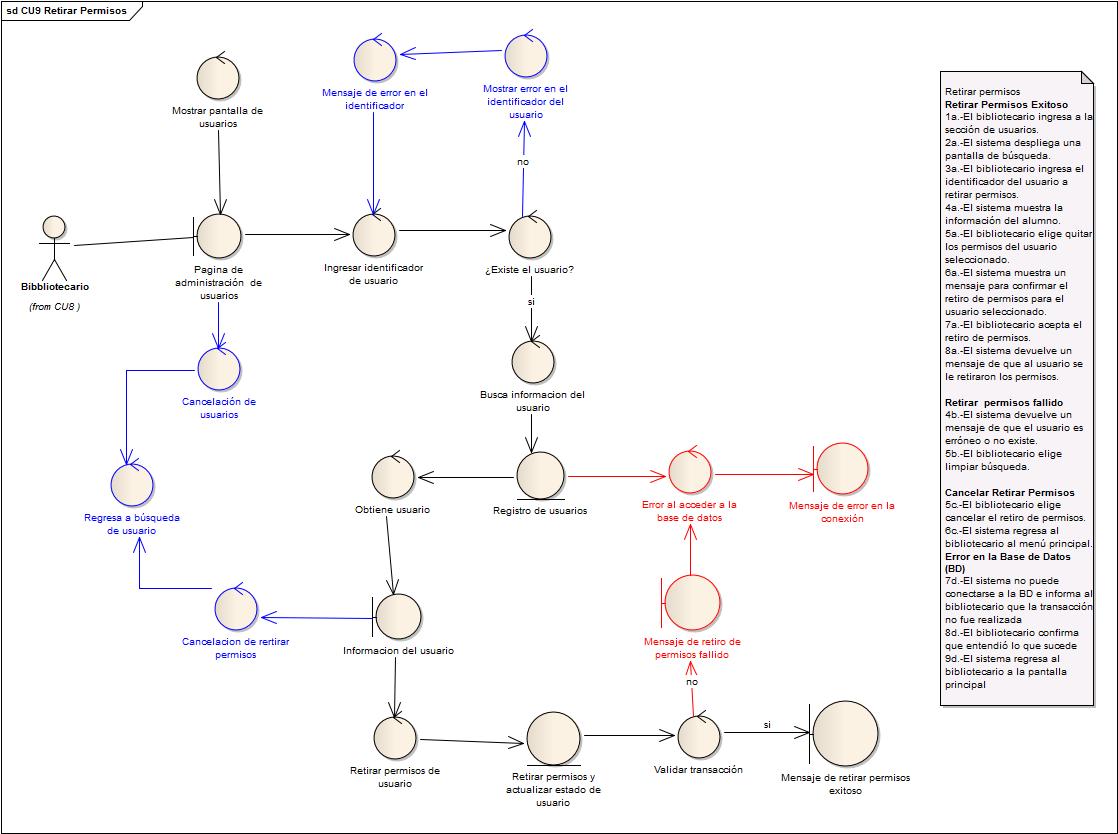 sd CU9 Retirar Permisos
Mostrar pantalla de
usuarios
Mensaje de error en el
identificador
Mostrar error en el
identificador del
usuario
no
Bibbliotecario
(from CU8 )
Pagina de
administración de
usuarios
Ingresar identificador
de usuario
¿Existe el usuario?
si
Cancelación de
usuarios
Busca informacion del
usuario
Regresa a búsqueda
de usuario
Obtiene usuario
Registro de usuarios
Error al acceder a la
base de datos
Mensaje de error en la
conexión
Cancelacion de rertirar
permisos
Informacion del usuario
Mensaje de retiro de
permisos fallido
no
Retirar permisos de
usuario
Retirar permisos y
actualizar estado de
usuario
Validar transacción
si
Mensaje de retirar permisos
exitoso
Retirar permisos
Retirar Permisos Exitoso
1a.-El bibliotecario ingresa a la
sección de usuarios.
2a.-El sistema despliega una
pantalla de búsqueda.
3a.-El bibliotecario ingresa el
identificador del usuario a
retirar permisos.
4a.-El sistema muestra la
información del alumno.
5a.-El bibliotecario elige quitar
los permisos del usuario
seleccionado.
6a.-El sistema muestra un
mensaje para confirmar el
retiro de permisos para el
usuario seleccionado.
7a.-El bibliotecario acepta el
retiro de permisos.
8a.-El sistema devuelve un
mensaje de que al usuario se
le retiraron los permisos.
Retirar permisos fallido
4b.-El sistema devuelve un
mensaje de que el usuario es
erróneo o no existe.
5b.-El bibliotecario elige
limpiar búsqueda.
Cancelar Retirar Permisos
5c.-El bibliotecario elige
cancelar el retiro de permisos.
6c.-El sistema regresa al
bibliotecario al menú principal.
Error en la Base de Datos
(BD)
7d.-El sistema no puede
conectarse a la BD e informa al
bibliotecario que la transacción
no fue realizada
8d.-El bibliotecario confirma
que entendió lo que sucede
9d.-El sistema regresa al
bibliotecario a la pantalla
principal